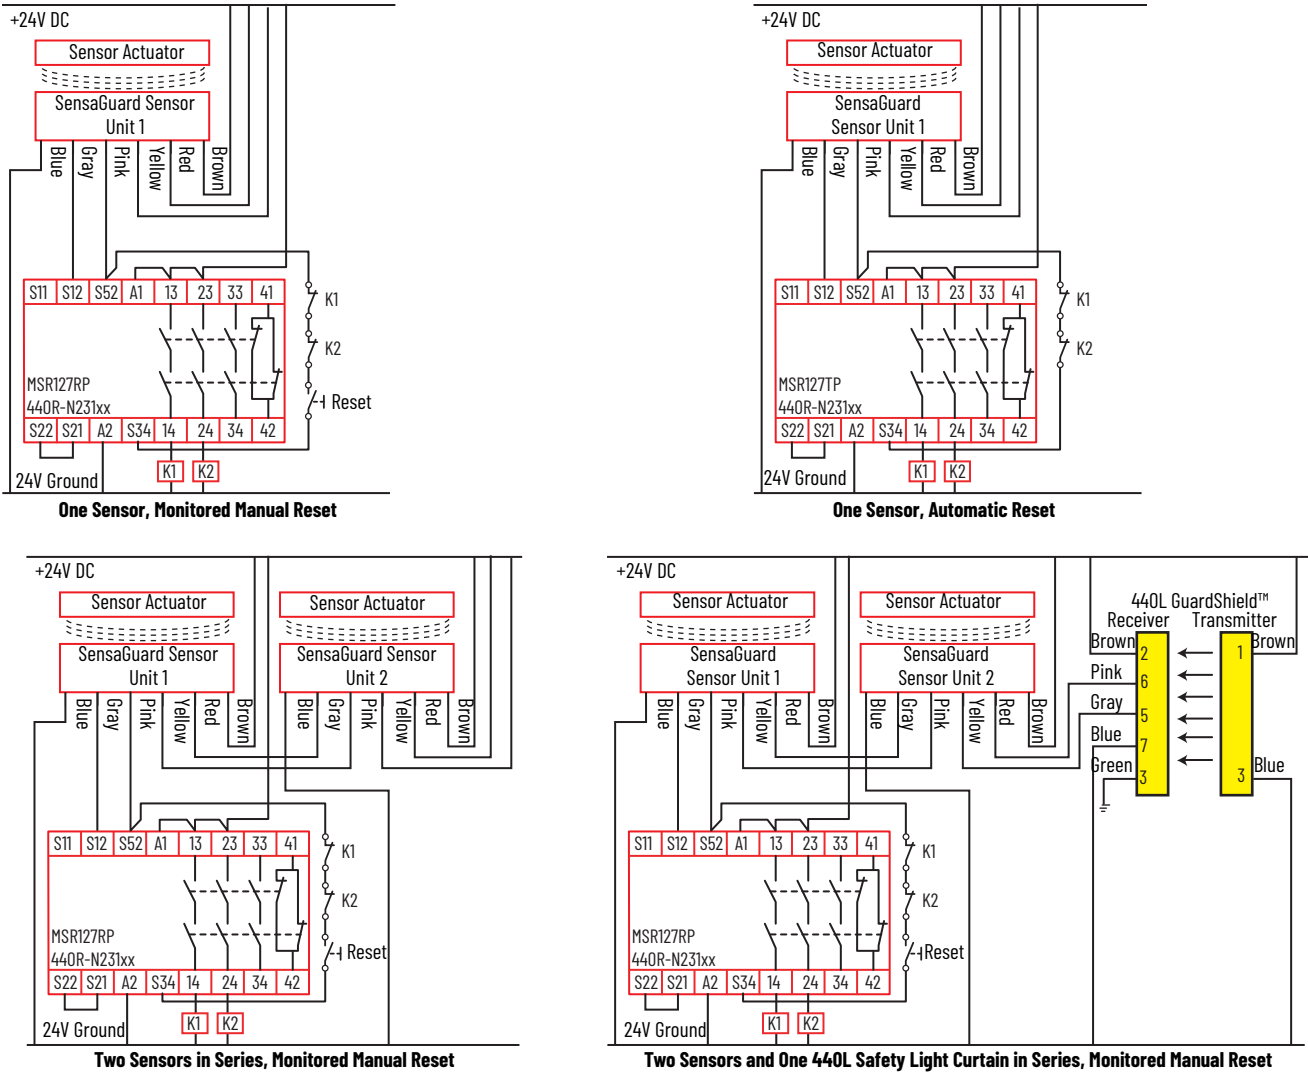 +24V DC
Sensor Actuator
SensaGuard Sensor
Unit 1
Blue
Gray
Pink
Yellow
Red
Brown
S11 S12 S52 A1 13 23 33 41
K1
K2
Reset
MSR127RP
440R-N231xx
S22 S21 A2 S34 14 24 34 42
K1 K2
24V Ground
One Sensor, Monitored Manual Reset
+24V DC
Sensor Actuator
SensaGuard
Sensor Unit 1
Blue
Gray
Pink
Yellow
Red
Brown
S11 S12 S52 A1 13 23 33 41
K1
K2
MSR127TP
440R-N231xx
S22 S21 A2 S34 14 24 34 42
K1 K2
24V Ground
One Sensor, Automatic Reset
+24V DC
Sensor Actuator
Sensor Actuator
SensaGuard Sensor
Unit 1
SensaGuard Sensor
Unit 2
Blue
Gray
Pink
Yellow
Red
Brown
Blue
Gray
Pink
Yellow
Red
Brown
S11 S12 S52 A1 13 23 33 41
K1
K2
Reset
MSR127RP
440R-N231xx
S22 S21 A2 S34 14 24 34 42
K1 K2
24V Ground
Two Sensors in Series, Monitored Manual Reset
+24V DC
Sensor Actuator
Sensor Actuator
SensaGuard
Sensor Unit 1
SensaGuard
Sensor Unit 2
Blue
Gray
Pink
Yellow
Red
Brown
Blue
Gray
Pink
Yellow
Red
Brown
440L GuardShield™
Receiver Transmitter
Brown 2 1 Brown
Pink 6
Gray 5
Blue 7
Green 3 3 Blue
S11 S12 S52 A1 13 23 33 41
K1
K2
Reset
MSR127RP
440R-N231xx
S22 S21 A2 S34 14 24 34 42
K1 K2
24V Ground
Two Sensors and One 440L Safety Light Curtain in Series, Monitored Manual Reset